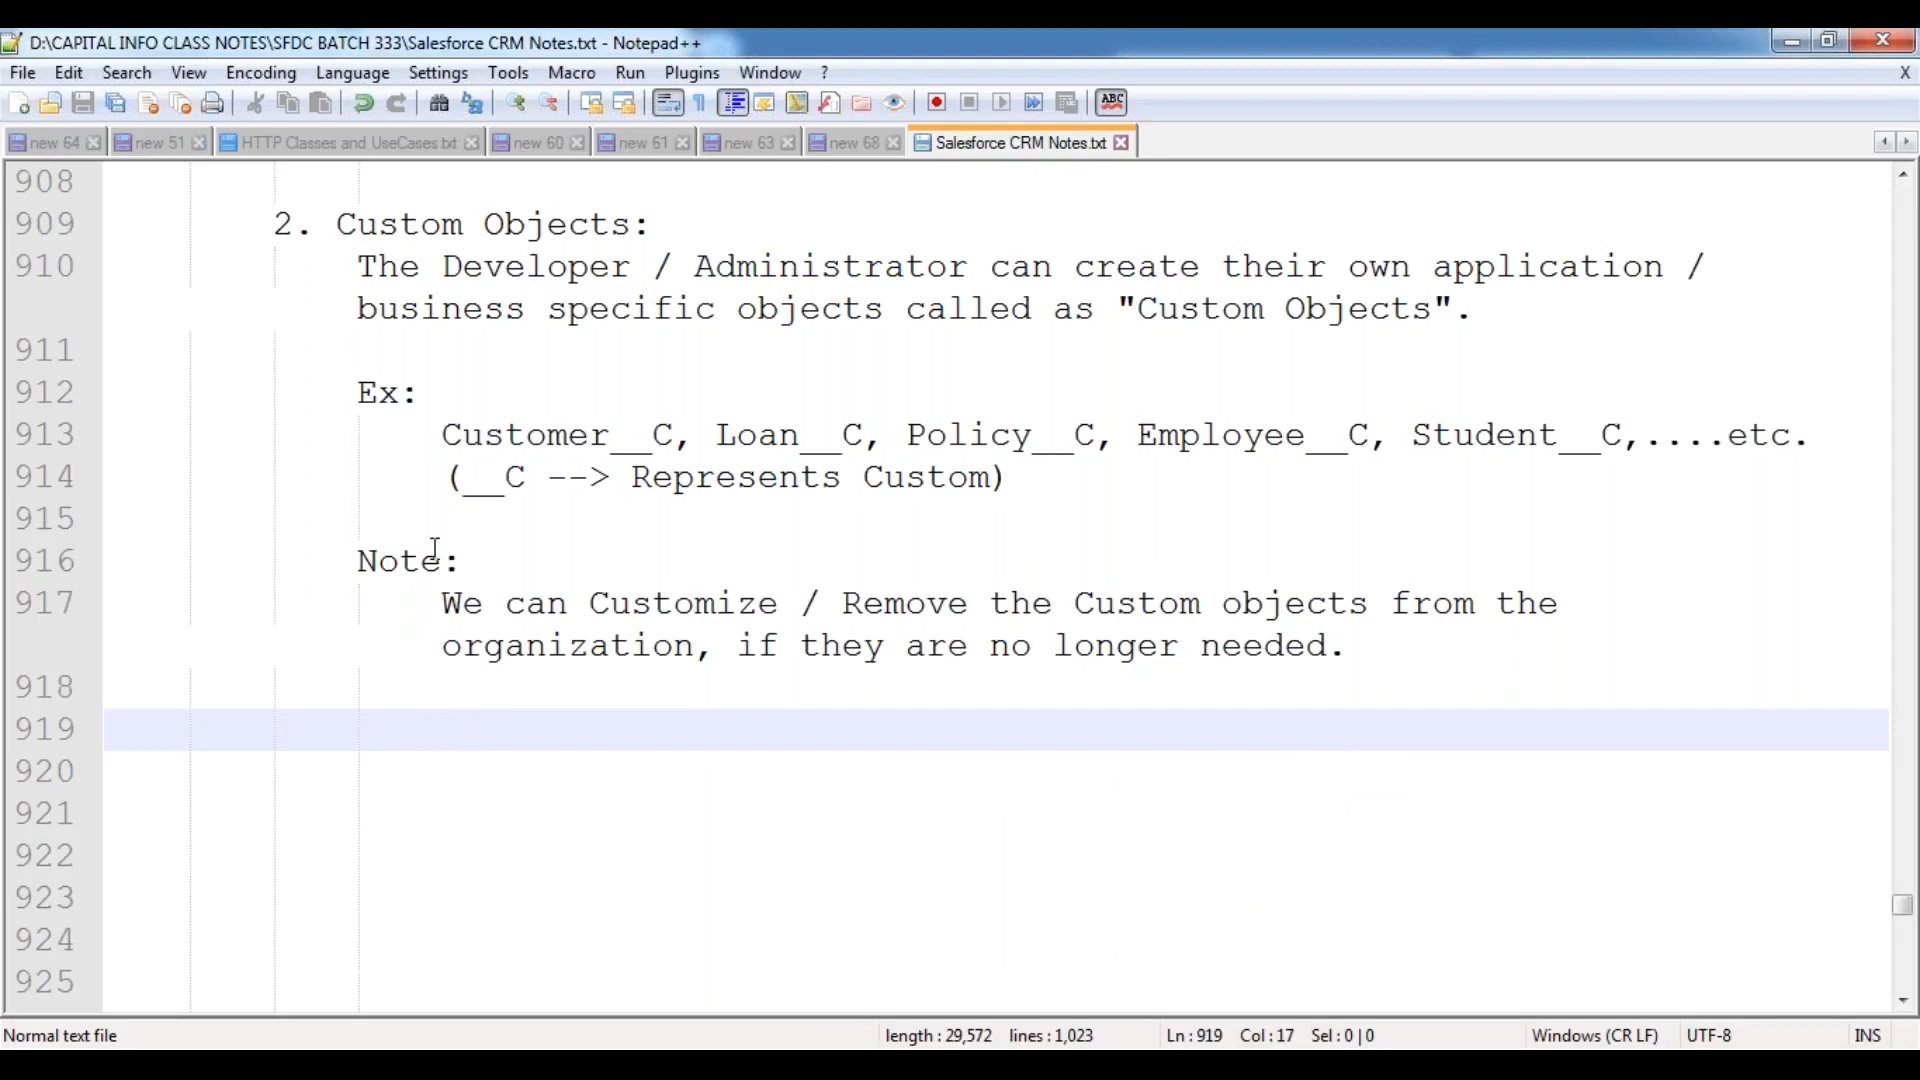 D:\CAPITAL INFO CLASS NOTES\SFDC BATCH 333\Salesforce CRM Notes.txt - Notepad++
File Edit Search View Encoding Language Settings Tools Macro Run Plugins Window ? X
ABC
new 64 new 51 HTTP Classes and UseCases.txt new 60 new 61 new 63 new 68 Salesforce CRM Notes.txt
908
909 2. Custom Objects:
910 The Developer / Administrator can create their own application /
business specific objects called as "Custom Objects".
911
912 Ex:
913 Customer__C, Loan__C, Policy__C, Employee__C, Student__C,....etc.
914 (__C --> Represents Custom)
915
916 Note:
917 We can Customize / Remove the Custom objects from the
organization, if they are no longer needed.
918
919
920
921
922
923
924
925
Normal text file length : 29,572 lines : 1,023 Ln : 919 Col : 17 Sel : 0 | 0 Windows (CR LF) UTF-8 INS